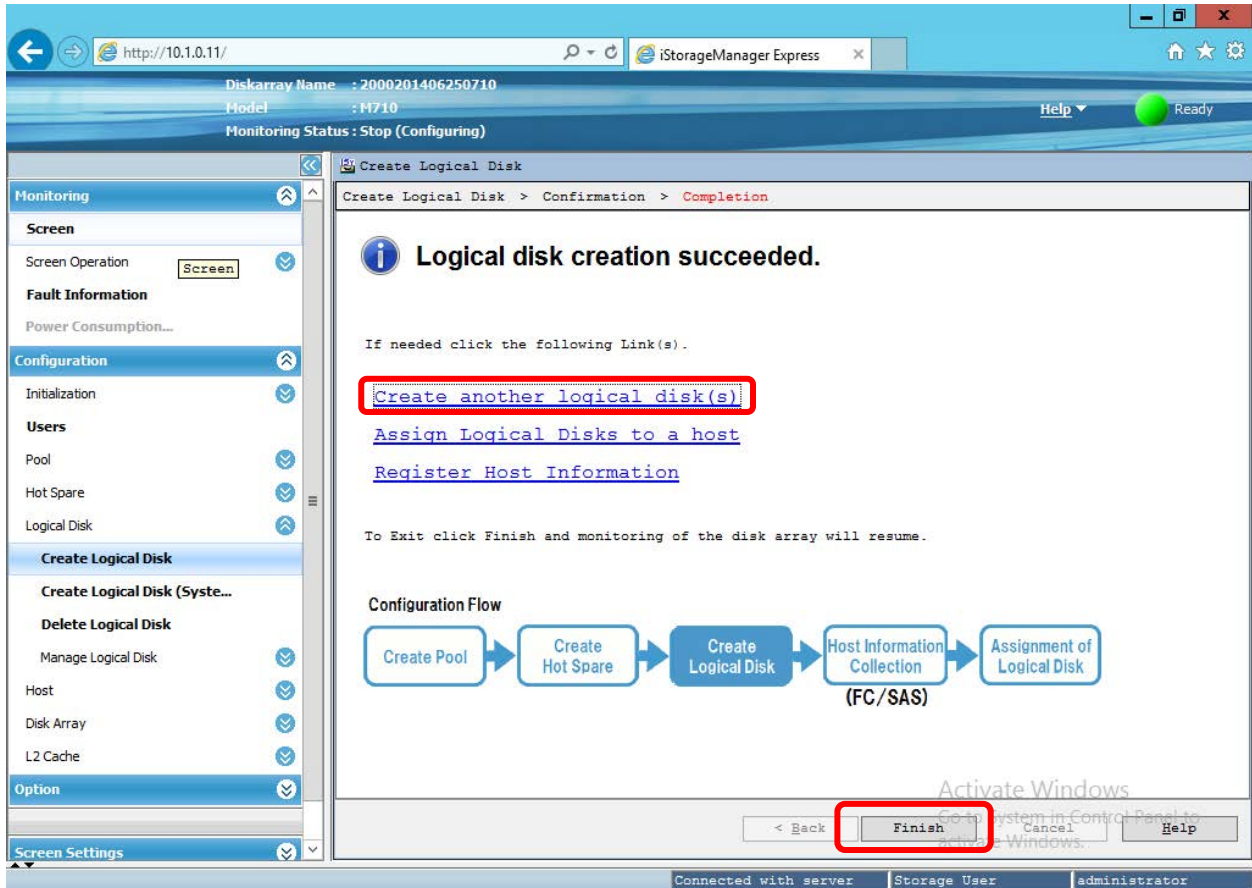 http://10.1.0.11/
iStorageManager Express
Diskarray Name : 2000201406250710
Model : M710
Monitoring Status : Stop (Configuring)
Help
Ready
Monitoring
Screen
Screen Operation
Screen
Fault Information
Power Consumption...
Configuration
Initialization
Users
Pool
Hot Spare
Logical Disk
Create Logical Disk
Create Logical Disk (Syste...
Delete Logical Disk
Manage Logical Disk
Host
Disk Array
L2 Cache
Option
Screen Settings
Create Logical Disk
Create Logical Disk > Confirmation > Completion
Logical disk creation succeeded.
If needed click the following Link(s).
Create another logical disk(s)
Assign Logical Disks to a host
Register Host Information
To Exit click Finish and monitoring of the disk array will resume.
Configuration Flow
Create Pool
Create
Hot Spare
Create
Logical Disk
Host Information
Collection
(FC/SAS)
Assignment of
Logical Disk
Activate Windows
Go to System in Control Panel to
activate Windows.
< Back
Finish
Cancel
Help
Connected with server
Storage User
administrator